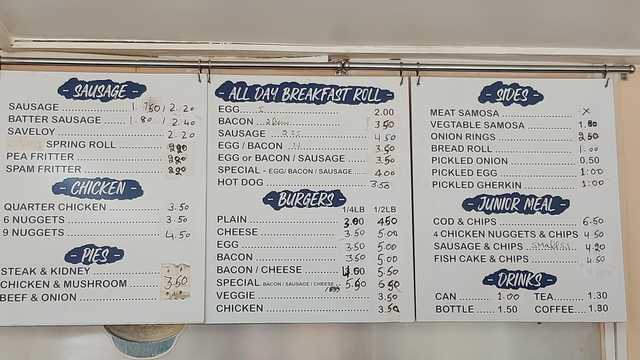 SAUSAGE
SAUSAGE 1.80 / 2.20
BATTER SAUSAGE 1.80 / 2.40
SAVELOY 2.20
SPRING ROLL
PEA FRITTER
SPAM FRITTER
CHICKEN
QUARTER CHICKEN 3.50
6 NUGGETS 3.50
9 NUGGETS 4.50
PIES
STEAK & KIDNEY
CHICKEN & MUSHROOM 3.60
BEEF & ONION
ALL DAY BREAKFAST ROLL
EGG 2.00
BACON 3.50
SAUSAGE 4.50
EGG / BACON 3.50
EGG OR BACON / SAUSAGE 3.50
SPECIAL - EGG/ BACON / SAUSAGE 4.00
HOT DOG 3.50
BURGERS
1/4LB 1/2LB
PLAIN 3.00 4.50
CHEESE 3.50 5.00
EGG 3.50 5.00
BACON 3.50 5.00
BACON / CHEESE 4.00 5.50
SPECIAL BACON / SAUSAGE / CHEESE 5.50
VEGGIE 3.50
CHICKEN 3.50
SIDES
MEAT SAMOSA X
VEGTABLE SAMOSA 1.80
ONION RINGS 2.50
BREAD ROLL 1.00
PICKLED ONION 0.50
PICKLED EGG 1.00
PICKLED GHERKIN 1.00
JUNIOR MEAL
COD & CHIPS 6.50
4 CHICKEN NUGGETS & CHIPS 4.50
SAUSAGE & CHIPS 4.20
FISH CAKE & CHIPS 4.50
DRINKS
CAN 1.00 TEA 1.30
BOTTLE 1.50 COFFEE 1.80